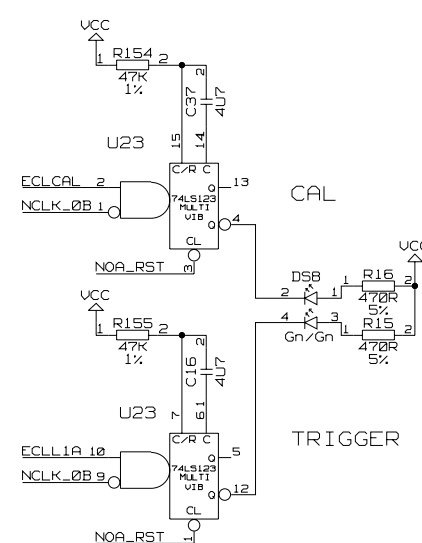 VCC
R154
1 2
47K
1%
2
C37
4U7
15
14
U23
C/R C
ECLCAL 2
Q 13
74LS123
MULTI
VIB
NCLK_0B 1
Q 4
CAL
CL
3
NOA_RST
VCC
DS8
R16
2 1
1 2
470R
5%
VCC
R155
1 2
47K
1%
4 3
Gn/Gn
R15
1 2
470R
5%
2
C16
4U7
1
7
6
U23
C/R C
ECLL1A 10
Q 5
74LS123
MULTI
VIB
TRIGGER
NCLK_0B 9
Q 12
CL
NOA_RST